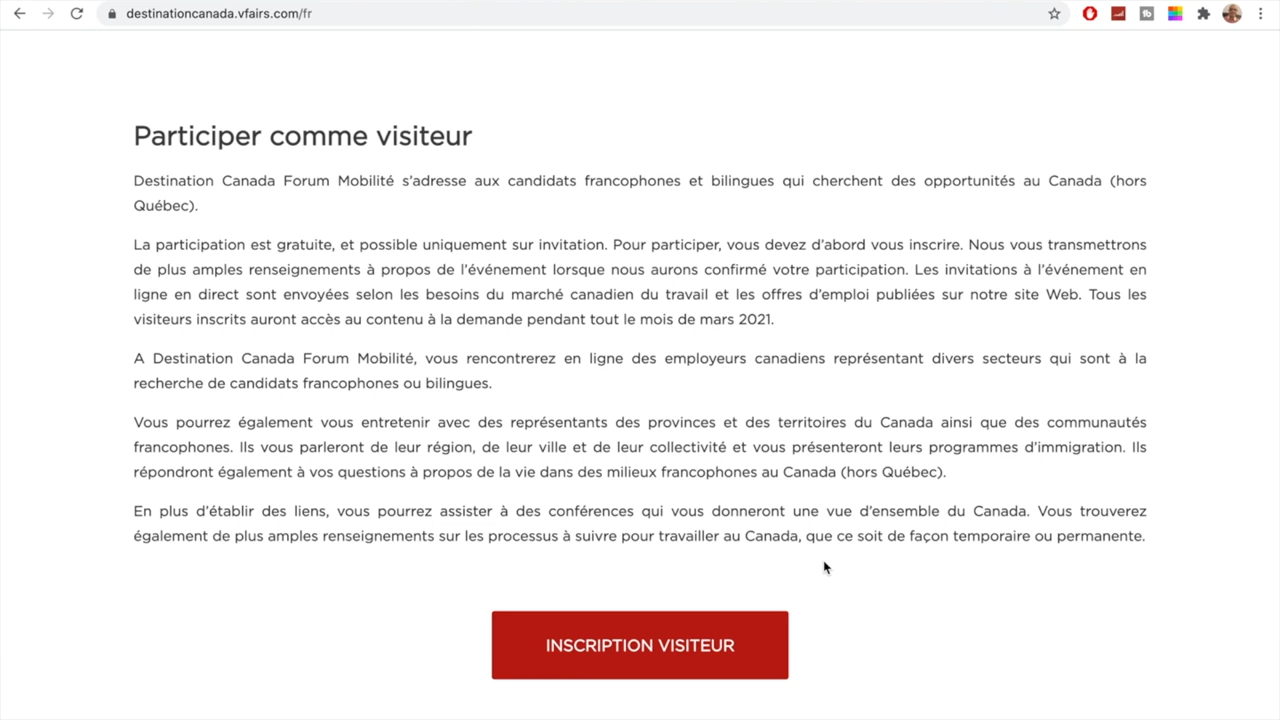 destinationcanada.vfairs.com/fr
Participer comme visiteur
Destination Canada Forum Mobilité s'adresse aux candidats francophones et bilingues qui cherchent des opportunités au Canada (hors
Québec).
La participation est gratuite, et possible uniquement sur invitation. Pour participer, vous devez d'abord vous inscrire. Nous vous transmettrons
de plus amples renseignements à propos de l'événement lorsque nous aurons confirmé votre participation. Les invitations à l'événement en
ligne en direct sont envoyées selon les besoins du marché canadien du travail et les offres d'emploi publiées sur notre site Web. Tous les
visiteurs inscrits auront accès au contenu à la demande pendant tout le mois de mars 2021.
A Destination Canada Forum Mobilité, vous rencontrerez en ligne des employeurs canadiens représentant divers secteurs qui sont à la
recherche de candidats francophones ou bilingues.
Vous pourrez également vous entretenir avec des représentants des provinces et des territoires du Canada ainsi que des communautés
francophones. Ils vous parleront de leur région, de leur ville et de leur collectivité et vous présenteront leurs programmes d'immigration. Ils
répondront également à vos questions à propos de la vie dans des milieux francophones au Canada (hors Québec).
En plus d'établir des liens, vous pourrez assister à des conférences qui vous donneront une vue d'ensemble du Canada. Vous trouverez
également de plus amples renseignements sur les processus à suivre pour travailler au Canada, que ce soit de façon temporaire ou permanente.
INSCRIPTION VISITEUR